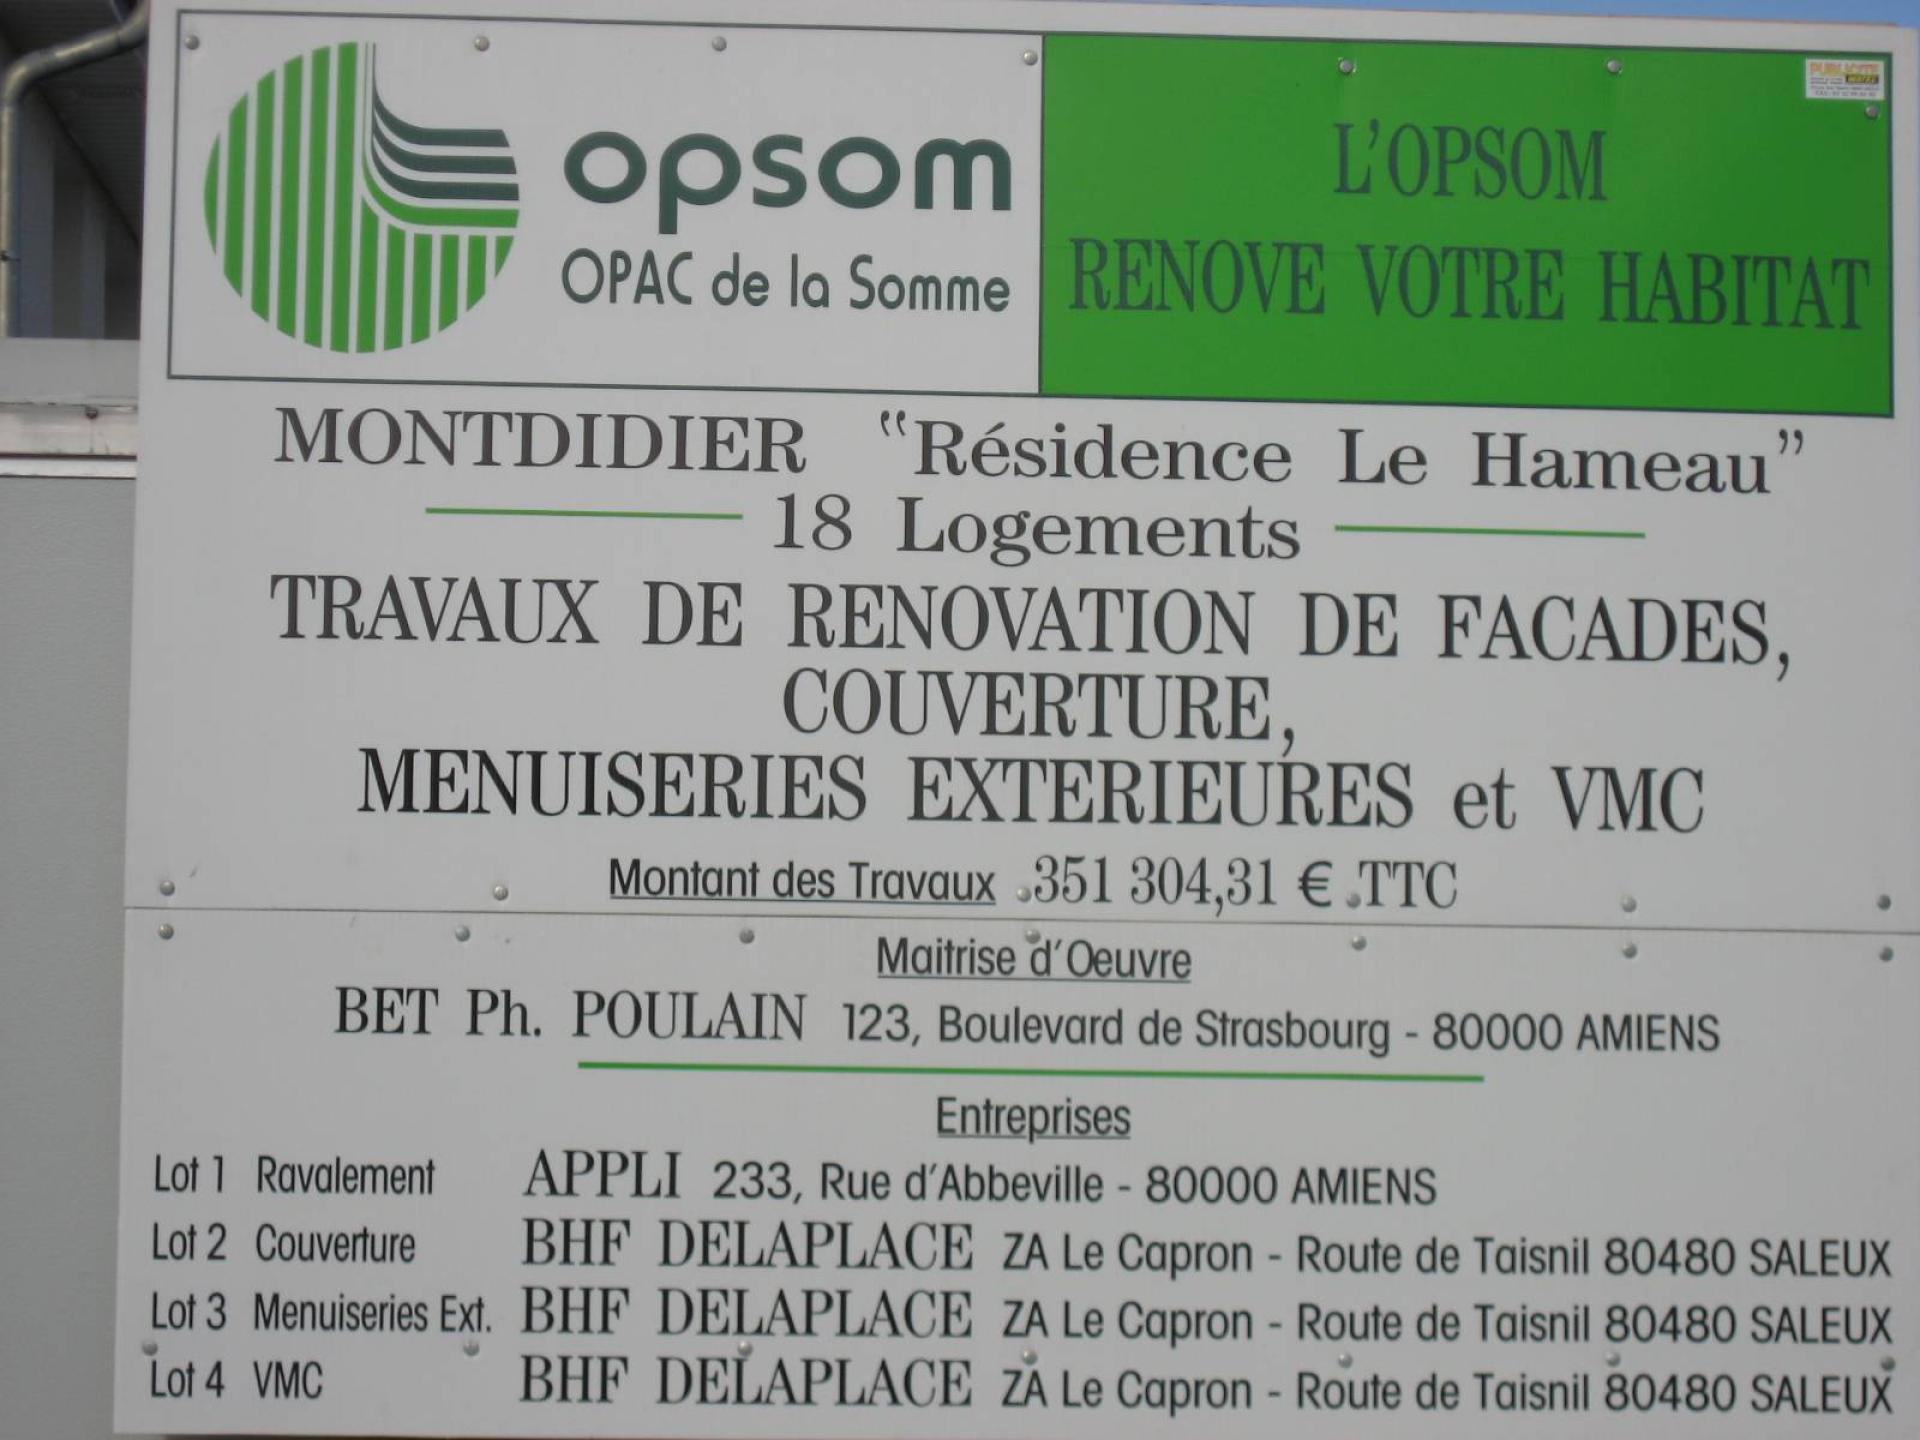 opsom
OPAC de la Somme
L'OPSOM
RENOVE VOTRE HABITAT
PUBLICITE
MONTDIDIER "Résidence Le Hameau"
18 Logements
TRAVAUX DE RENOVATION DE FACADES,
COUVERTURE,
MENUISERIES EXTERIEURES et VMC
Montant des Travaux 351 304,31 € TTC
Maitrise d'Oeuvre
BET Ph. POULAIN 123, Boulevard de Strasbourg - 80000 AMIENS
Entreprises
Lot 1 Ravalement APPLI 233, Rue d'Abbeville - 80000 AMIENS
Lot 2 Couverture BHF DELAPLACE ZA Le Capron - Route de Taisnil 80480 SALEUX
Lot 3 Menuiseries Ext. BHF DELAPLACE ZA Le Capron - Route de Taisnil 80480 SALEUX
Lot 4 VMC BHF DELAPLACE ZA Le Capron - Route de Taisnil 80480 SALEUX